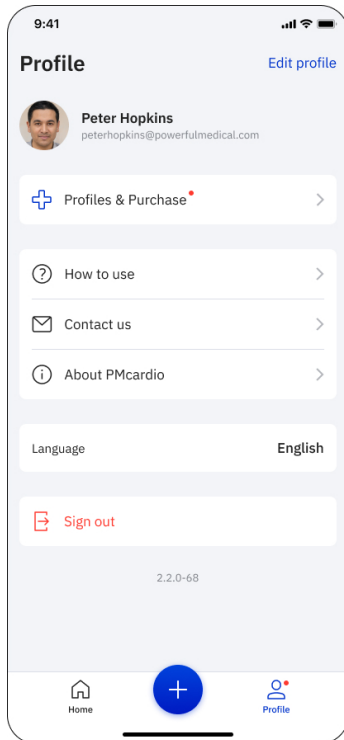 9:41
Profile
Edit profile
Peter Hopkins
peterhopkins@powerfulmedical.com
Profiles & Purchase
How to use
Contact us
About PMcardio
Language
English
Sign out
2.2.0-68
Home
Profile